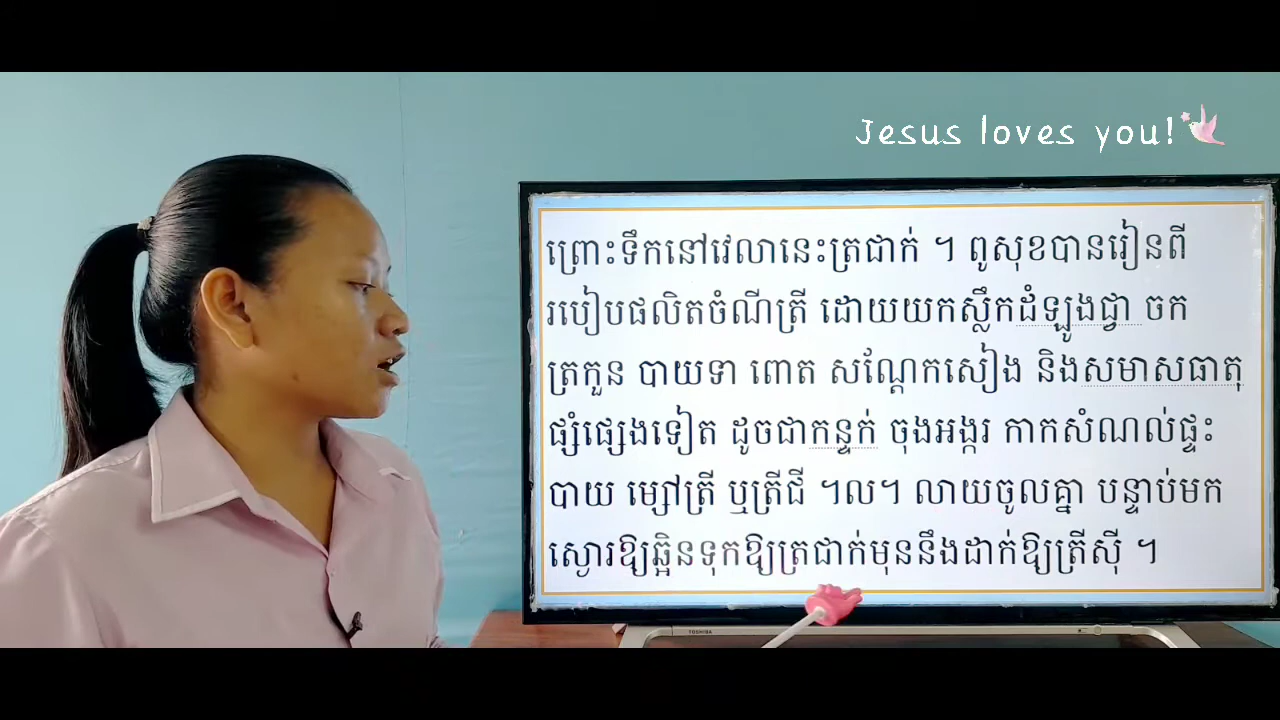 Jesus loves you!
ព្រោះទឹកនៅវេលានេះត្រជាក់ ។ ពូសុខបានរៀនពី
របៀបផលិតចំណីត្រី ដោយយកស្លឹកដំឡូងជ្វា ចក
ត្រកួន បាយទា ពោត សណ្ដែកសៀង និងសមាសធាតុ
ផ្សំផ្សេងទៀត ដូចជាកន្ទក់ ចុងអង្ករ កាកសំណល់ផ្ទះ
បាយ ម្សៅត្រី ឬត្រីជី ។ល។ លាយចូលគ្នា បន្ទាប់មក
ស្ងោរឱ្យឆ្អិនទុកឱ្យត្រជាក់មុននឹងដាក់ឱ្យត្រីស៊ី ។
TOSHIBA